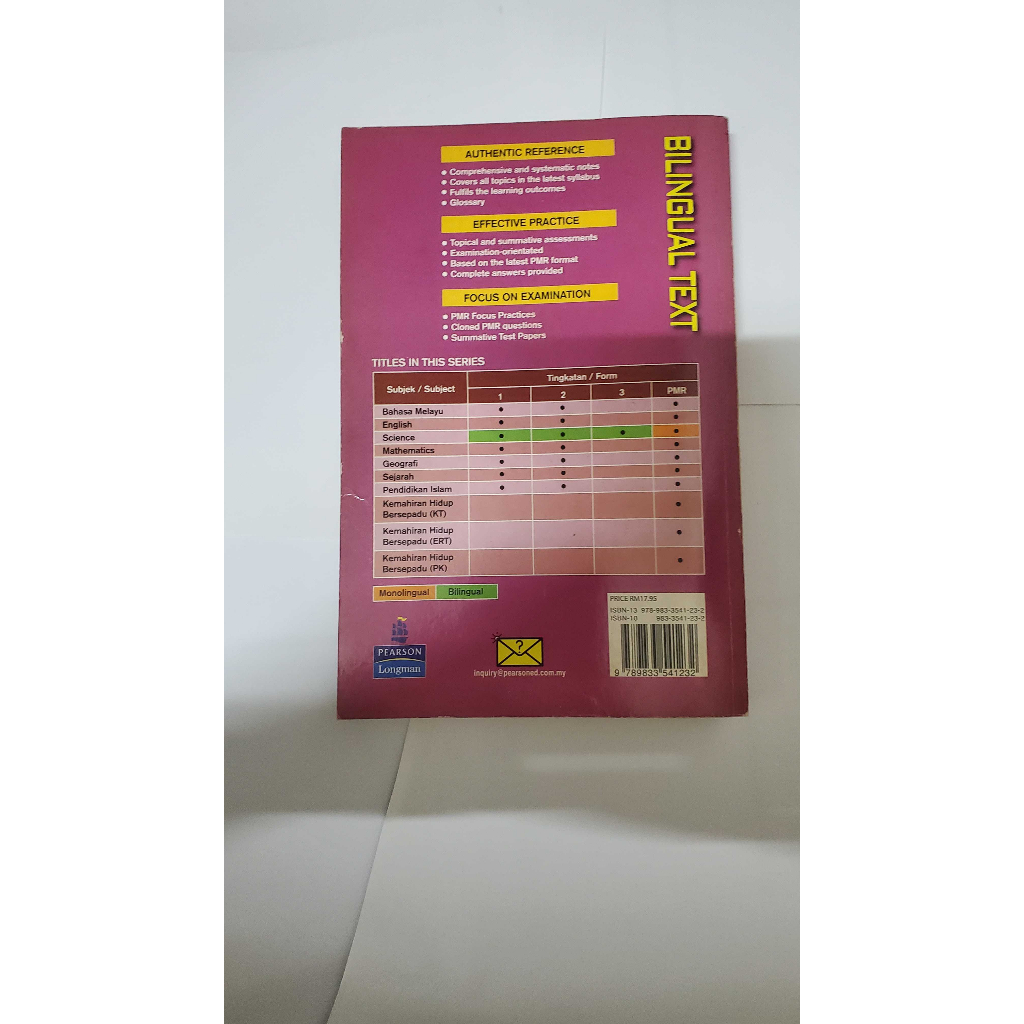 AUTHENTIC REFERENCE
• Comprehensive and systematic notes
• Covers all topics in the latest syllabus
• Fulfils the learning outcomes
• Glossary
EFFECTIVE PRACTICE
• Topical and summative assessments
• Examination-orientated
• Based on the latest PMR format
• Complete answers provided
FOCUS ON EXAMINATION
• PMR Focus Practices
• Cloned PMR questions
• Summative Test Papers
BILINGUAL TEXT
TITLES IN THIS SERIES
Subjek / Subject
Tingkatan / Form
1 2 3 PMR
Bahasa Melayu • • •
English • • •
Science • • • •
Mathematics • • •
Geografi • • •
Sejarah • • •
Pendidikan Islam • • •
Kemahiran Hidup
Bersepadu (KT) •
Kemahiran Hidup
Bersepadu (ERT) •
Kemahiran Hidup
Bersepadu (PK) •
Monolingual Bilingual
PEARSON
Longman
?
inquiry@pearsoned.com.my
PRICE RM17.95
ISBN-13 978-983-3541-23-2
ISBN-10 983-3541-23-2
9 789833 541232